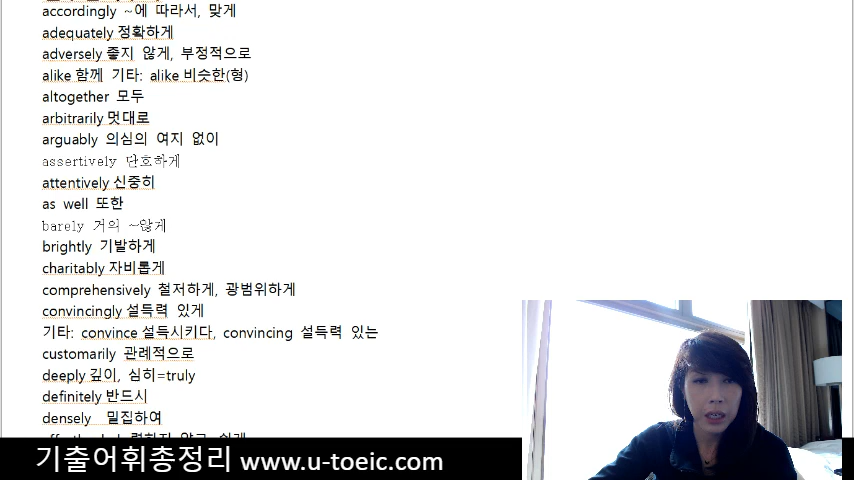 accordingly ~에 따라서, 맞게
adequately 정확하게
adversely 좋지 않게, 부정적으로
alike 함께 기타: alike 비슷한(형)
altogether 모두
arbitrarily 멋대로
arguably 의심의 여지 없이
assertively 단호하게
attentively 신중히
as well 또한
barely 거의 ~않게
brightly 기발하게
charitably 자비롭게
comprehensively 철저하게, 광범위하게
convincingly 설득력 있게
기타: convince 설득시키다, convincing 설득력 있는
customarily 관례적으로
deeply 깊이, 심히=truly
definitely 반드시
densely 밀집하여
기출어휘총정리 www.u-toeic.com